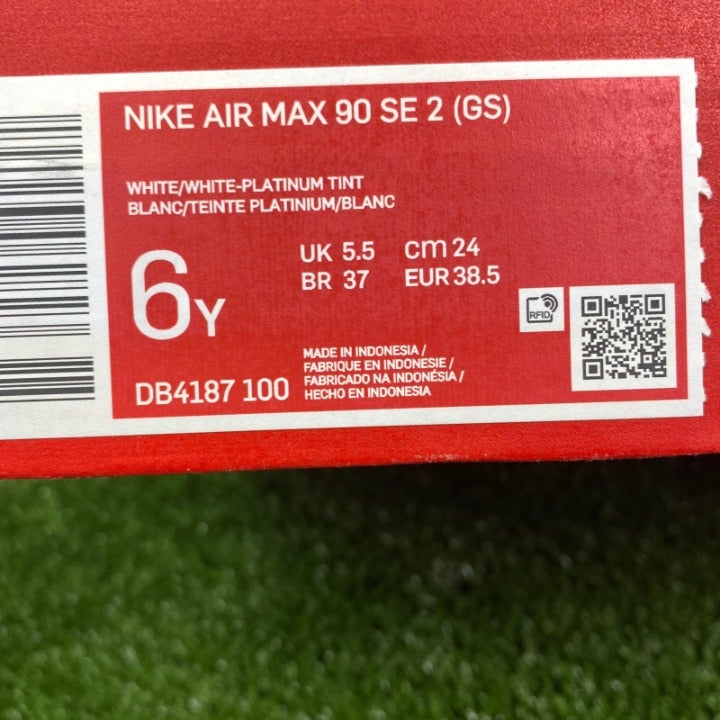 NIKE AIR MAX 90 SE 2 (GS)
WHITE/WHITE-PLATINUM TINT
BLANC/TEINTE PLATINIUM/BLANC
6Y
UK 5.5 cm 24
BR 37 EUR 38.5
RFID
DB4187 100
MADE IN INDONESIA /
FABRIQUE EN INDONESIE /
FABRICADO NA INDONÉSIA /
HECHO EN INDONESIA